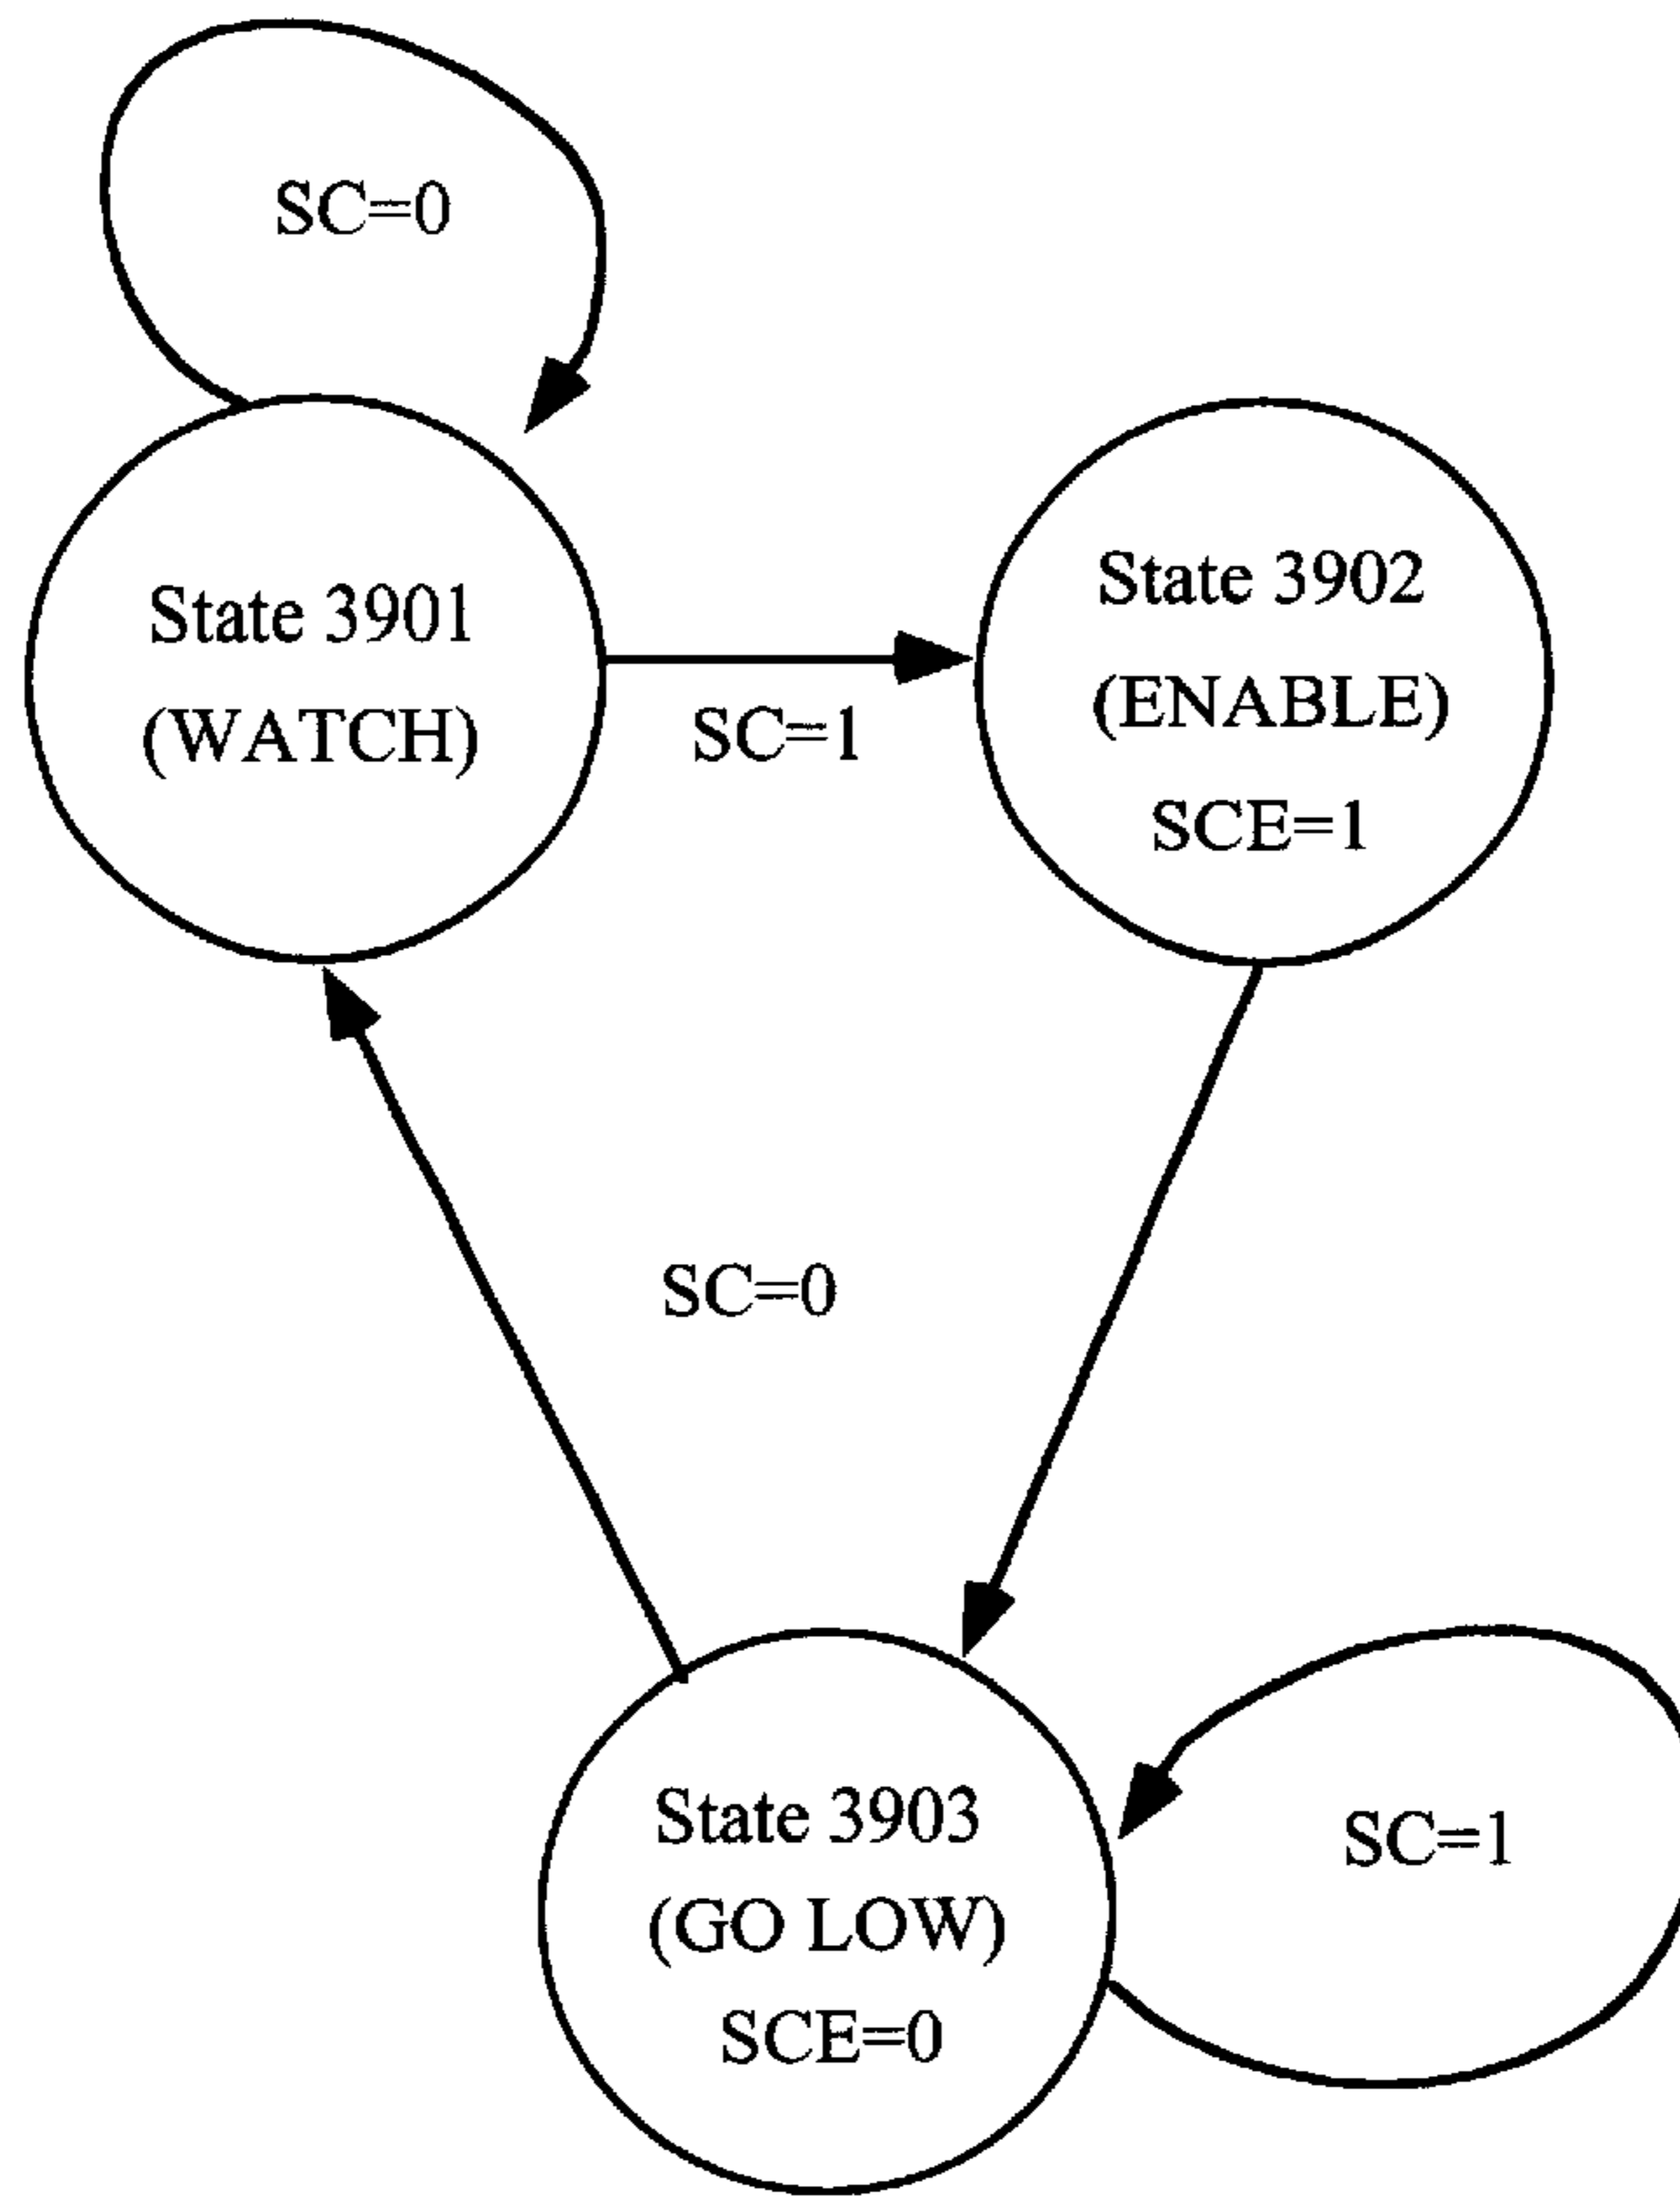 SC=0
State 3901
(WATCH)
SC=1
State 3902
(ENABLE)
SCE=1
SC=0
State 3903
(GO LOW)
SCE=0
SC=1